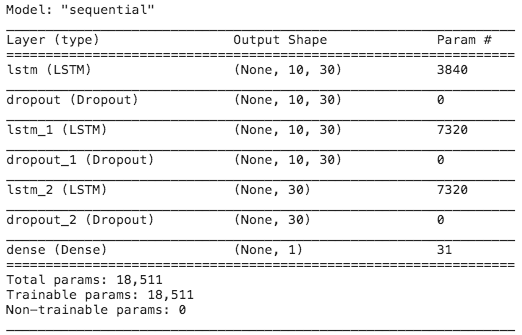 Model: "sequential"
Layer (type) Output Shape Param #
lstm (LSTM) (None, 10, 30) 3840
dropout (Dropout) (None, 10, 30) 0
lstm_1 (LSTM) (None, 10, 30) 7320
dropout_1 (Dropout) (None, 10, 30) 0
lstm_2 (LSTM) (None, 30) 7320
dropout_2 (Dropout) (None, 30) 0
dense (Dense) (None, 1) 31
Total params: 18,511
Trainable params: 18,511
Non-trainable params: 0